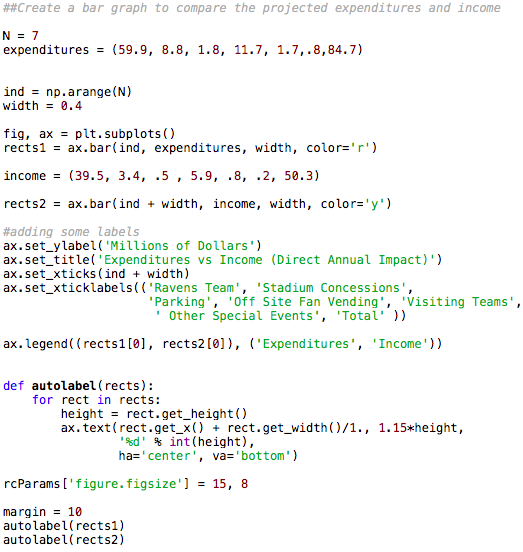 ##Create a bar graph to compare the projected expenditures and income
N = 7
expenditures = (59.9, 8.8, 1.8, 11.7, 1.7,.8,84.7)
ind = np.arange(N)
width = 0.4
fig, ax = plt.subplots()
rects1 = ax.bar(ind, expenditures, width, color='r')
income = (39.5, 3.4, .5 , 5.9, .8, .2, 50.3)
rects2 = ax.bar(ind + width, income, width, color='y')
#adding some labels
ax.set_ylabel('Millions of Dollars')
ax.set_title('Expenditures vs Income (Direct Annual Impact)')
ax.set_xticks(ind + width)
ax.set_xticklabels(('Ravens Team', 'Stadium Concessions',
'Parking', 'Off Site Fan Vending', 'Visiting Teams',
' Other Special Events', 'Total' ))
ax.legend((rects1[0], rects2[0]), ('Expenditures', 'Income'))
def autolabel(rects):
for rect in rects:
height = rect.get_height()
ax.text(rect.get_x() + rect.get_width()/1., 1.15*height,
'%d' % int(height),
ha='center', va='bottom')
rcParams['figure.figsize'] = 15, 8
margin = 10
autolabel(rects1)
autolabel(rects2)